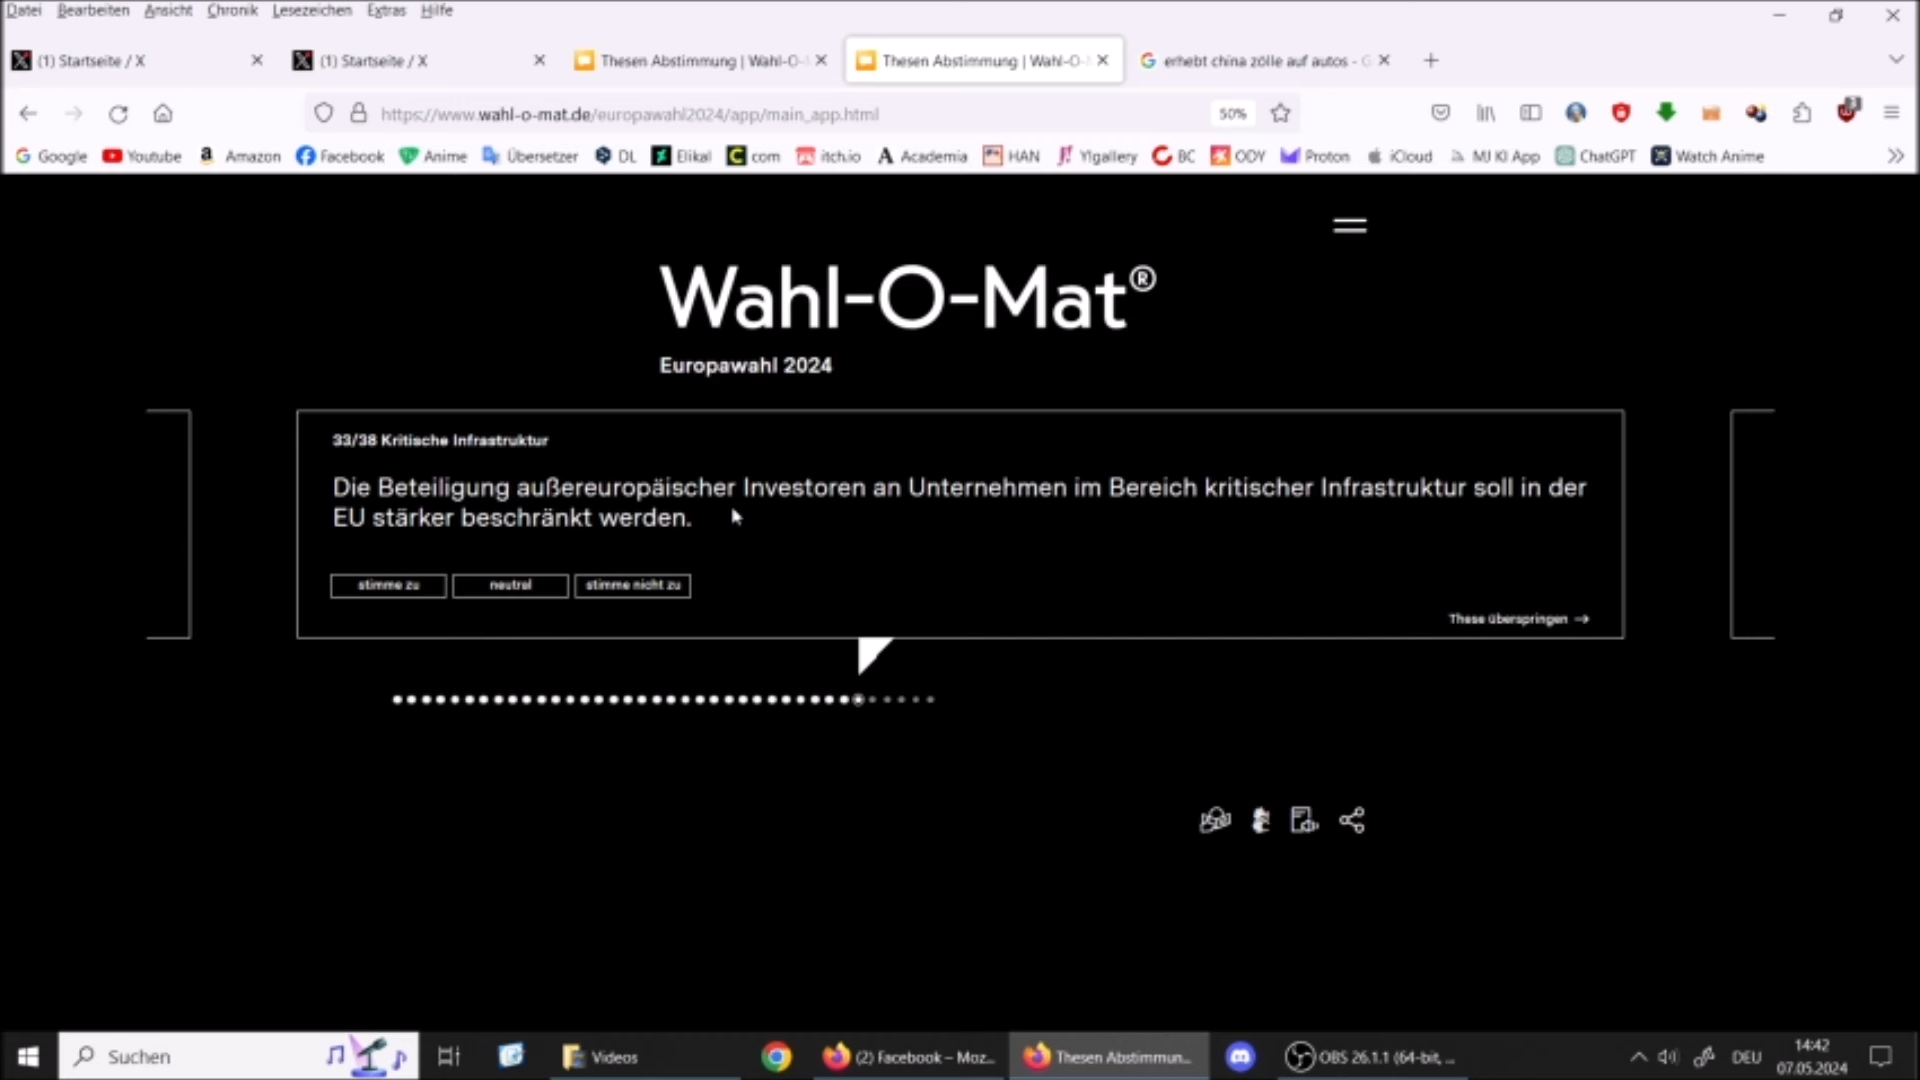 Datei Bearbeiten Ansicht Chronik Lesezeichen Extras Hilfe
(1) Startseite / X
(1) Startseite / X
Thesen Abstimmung | Wahl-O-
Thesen Abstimmung | Wahl-O-
erhebt china zölle auf autos - G
https://www.wahl-o-mat.de/europawahl2024/app/main_app.html
50%
Google Youtube Amazon Facebook Anime Übersetzer DL Elikal com itch.io Academia HAN Y!gallery BC ODY Proton iCloud MJ KI App ChatGPT Watch Anime
Wahl-O-Mat®
Europawahl 2024
33/38 Kritische Infrastruktur
Die Beteiligung außereuropäischer Investoren an Unternehmen im Bereich kritischer Infrastruktur soll in der
EU stärker beschränkt werden.
stimme zu neutral stimme nicht zu
These überspringen →
Suchen
Videos
(2) Facebook – Moz...
Thesen Abstimmun...
OBS 26.1.1 (64-bit, ...
DEU
14:42
07.05.2024